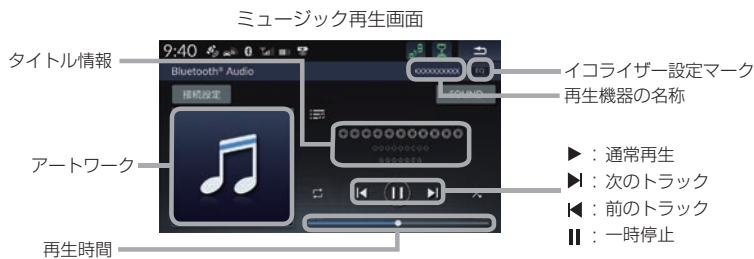 ミュージック再生画面
タイトル情報
アートワーク
再生時間
9:40
Bluetooth® Audio
XXXXXXXXXX
EQ
接続設定
SOUND
イコライザー設定マーク
再生機器の名称
▶ : 通常再生
▶| : 次のトラック
|◀ : 前のトラック
II : 一時停止